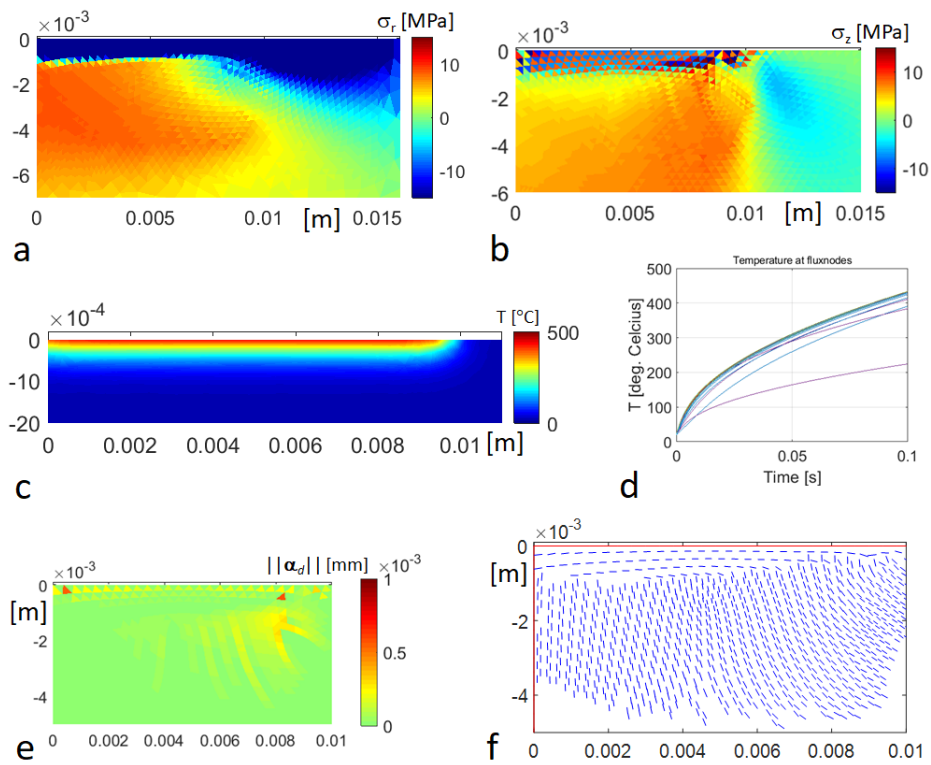 ×10⁻³ σr [MPa]
0
-2
-4
-6
0 0.005 0.010 [m] 0.015
10
0
-10
a
×10⁻³ σz [MPa]
0
-2
-4
-6
0 0.005 0.01 [m] 0.015
10
5
0
-5
-10
b
×10⁻⁴ T [°C]
0
-10
-20
0 0.002 0.004 0.006 0.008 0.01 [m]
500
0
c
Temperature at fluxnodes
T [deg. Celcius]
500
400
300
200
100
0
0 0.05 0.1
Time [s]
d
×10⁻³ ||αd|| [mm] ×10⁻³
[m]
0
-2
-4
0 0.002 0.004 0.006 0.008 0.01
1
0.5
0
e
×10⁻³
[m]
0
-2
-4
0 0.002 0.004 0.006 0.008 0.01
f